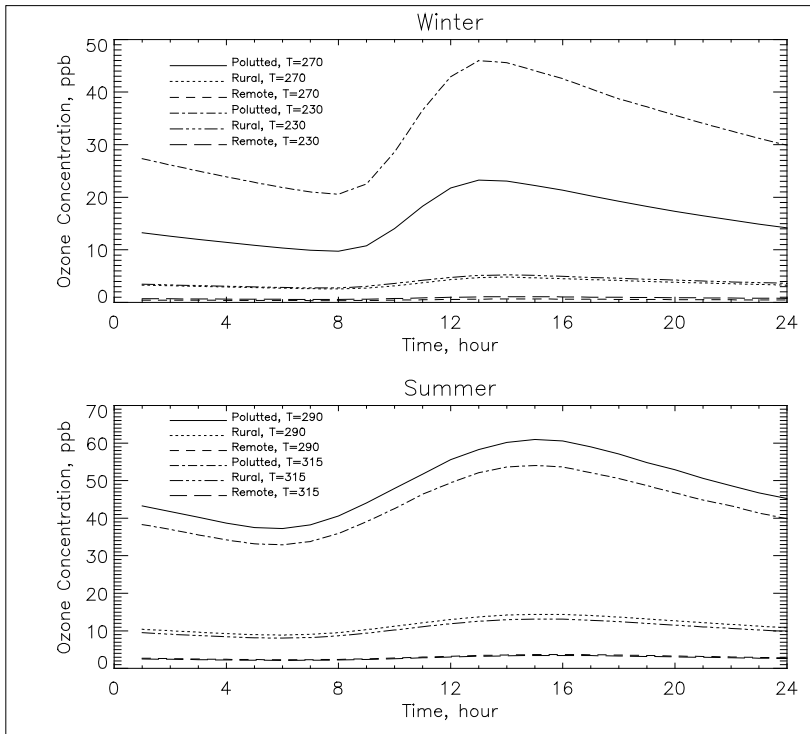 Winter
Ozone Concentration, ppb
50
40
30
20
10
0
Polutted, T=270
Rural, T=270
Remote, T=270
Polutted, T=230
Rural, T=230
Remote, T=230
0 4 8 12 16 20 24
Time, hour
Summer
Ozone Concentration, ppb
70
60
50
40
30
20
10
0
Polutted, T=290
Rural, T=290
Remote, T=290
Polutted, T=315
Rural, T=315
Remote, T=315
0 4 8 12 16 20 24
Time, hour